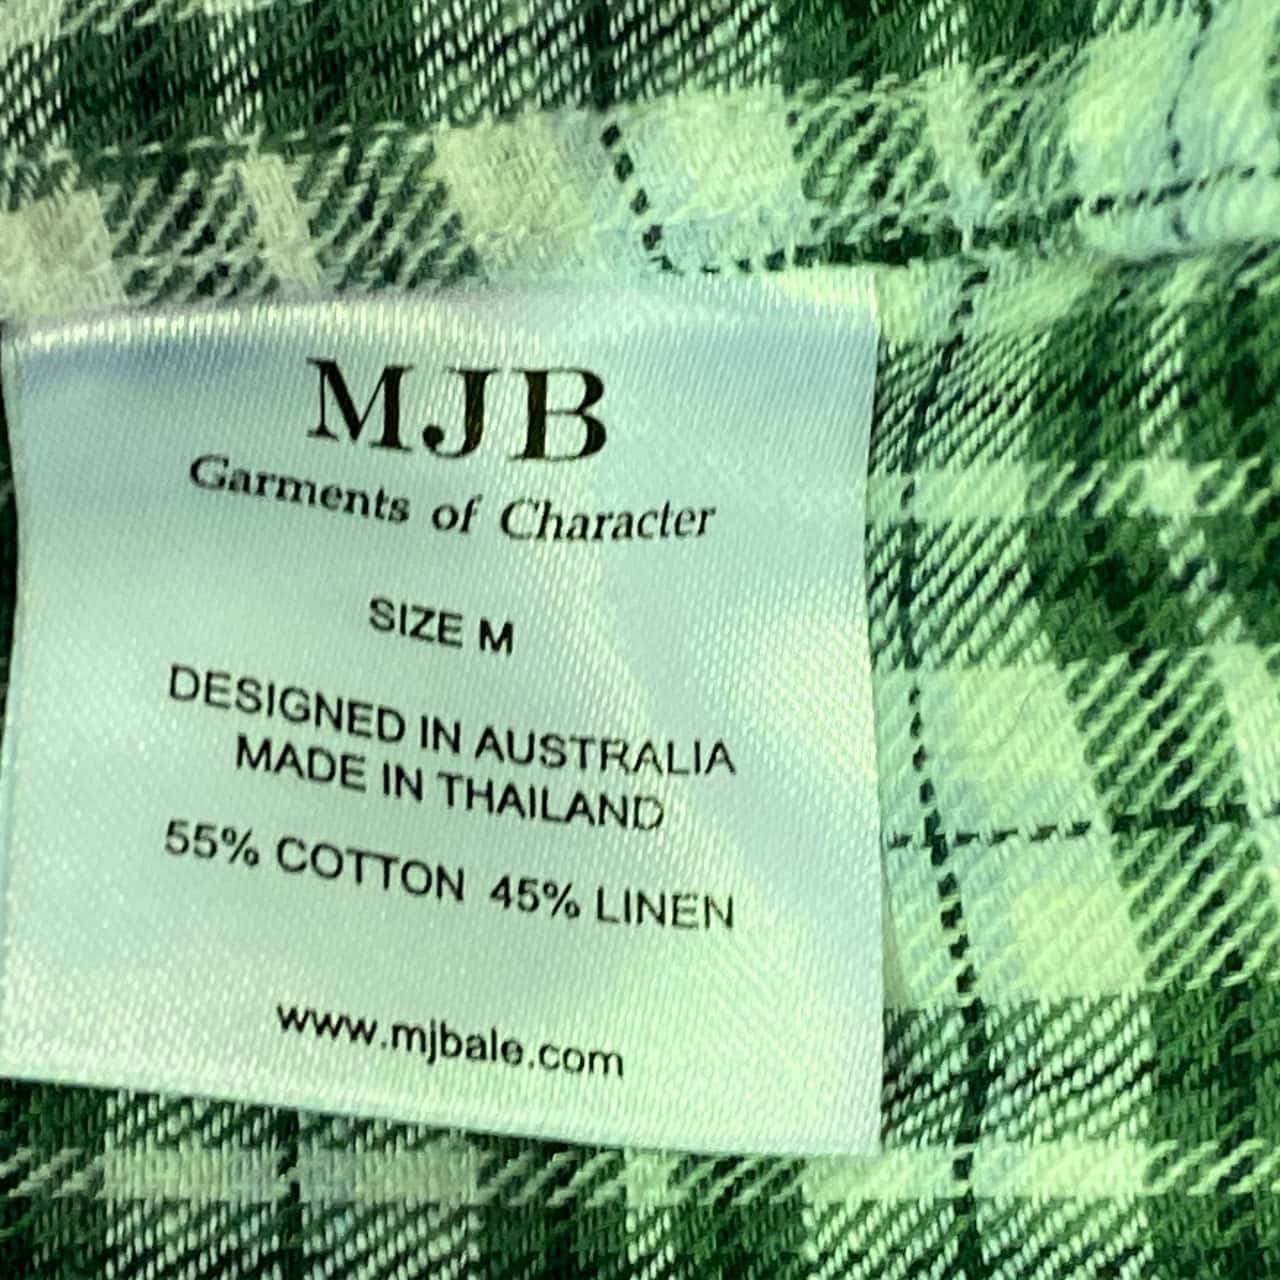 MJB
Garments of Character
SIZE M
DESIGNED IN AUSTRALIA
MADE IN THAILAND
55% COTTON 45% LINEN
www.mjbale.com